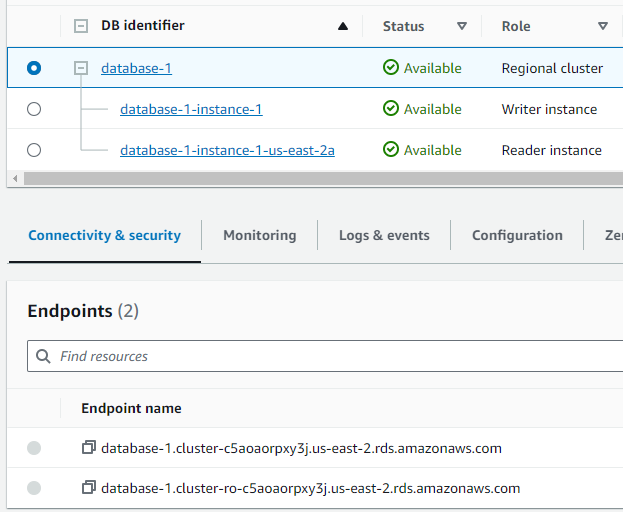 DB identifier Status Role
database-1 Available Regional cluster
database-1-instance-1 Available Writer instance
database-1-instance-1-us-east-2a Available Reader instance
Connectivity & security Monitoring Logs & events Configuration
Endpoints (2)
Find resources
Endpoint name
database-1.cluster-c5aoaorpxy3j.us-east-2.rds.amazonaws.com
database-1.cluster-ro-c5aoaorpxy3j.us-east-2.rds.amazonaws.com